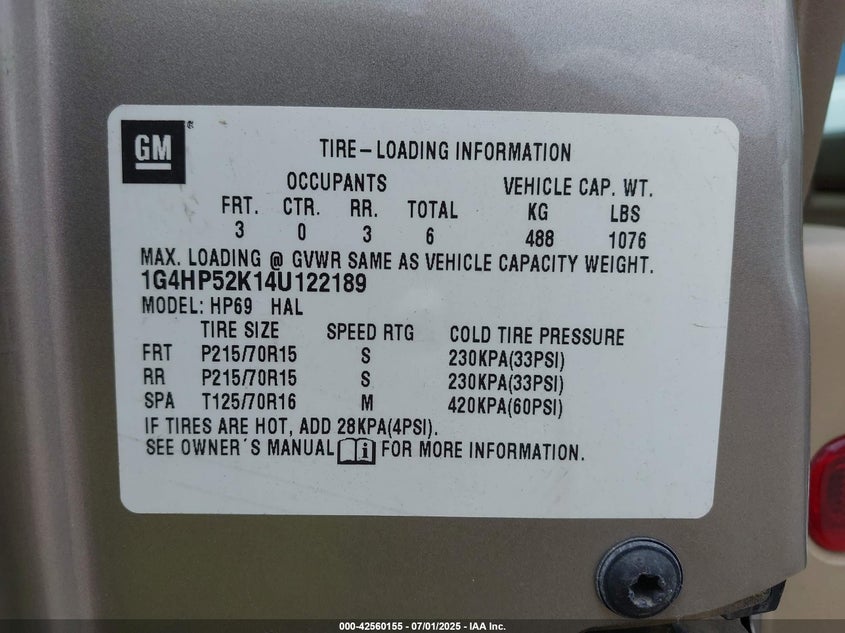 GM
TIRE–LOADING INFORMATION
OCCUPANTS VEHICLE CAP. WT.
FRT. CTR. RR. TOTAL KG LBS
3 0 3 6 488 1076
MAX. LOADING @ GVWR SAME AS VEHICLE CAPACITY WEIGHT.
1G4HP52K14U122189
MODEL: HP69 HAL
TIRE SIZE SPEED RTG COLD TIRE PRESSURE
FRT P215/70R15 S 230KPA(33PSI)
RR P215/70R15 S 230KPA(33PSI)
SPA T125/70R16 M 420KPA(60PSI)
IF TIRES ARE HOT, ADD 28KPA(4PSI).
SEE OWNER´S MANUAL i FOR MORE INFORMATION.
000-42560155 - 07/01/2025 - IAA Inc.